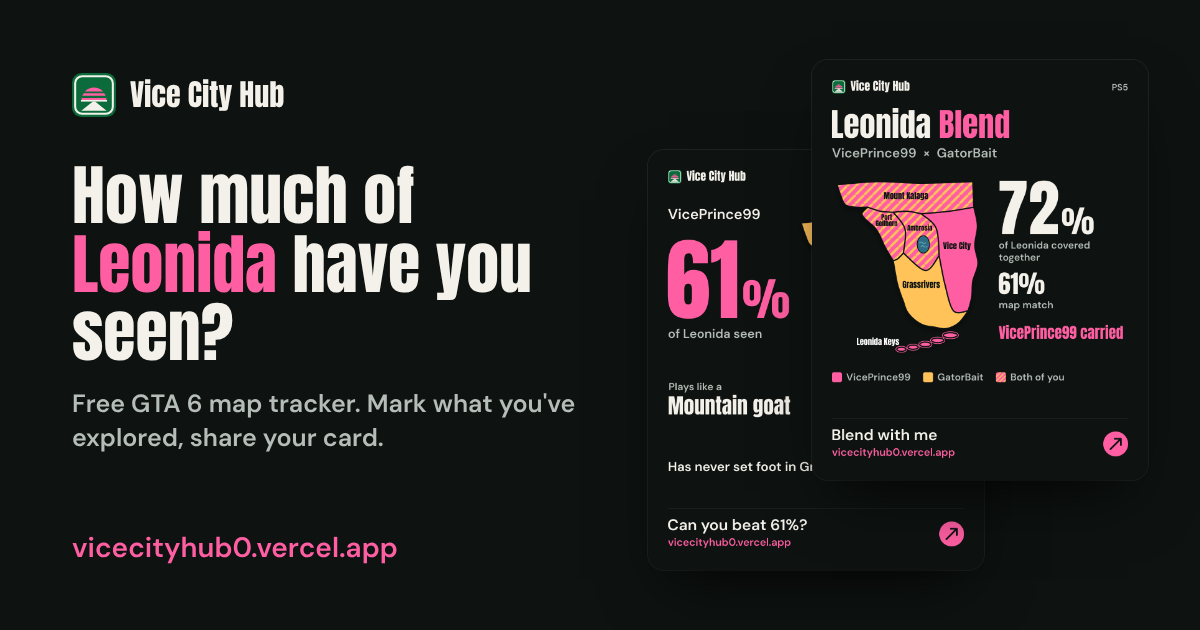 Vice City Hub
How much of
Leonida have you
seen?
Free GTA 6 map tracker. Mark what you've
explored, share your card.
vicecityhub0.vercel.app
Vice City Hub
VicePrince99
61%
of Leonida seen
Plays like a
Mountain goat
Has never set foot in Gr
Can you beat 61%?
vicecityhub0.vercel.app
Vice City Hub
PS5
Leonida Blend
VicePrince99 × GatorBait
Mount Kalaga
Port
Gellhorn
Ambrosia
Vice City
Grassrivers
Leonida Keys
72%
of Leonida covered
together
61%
map match
VicePrince99 carried
VicePrince99
GatorBait
Both of you
Blend with me
vicecityhub0.vercel.app